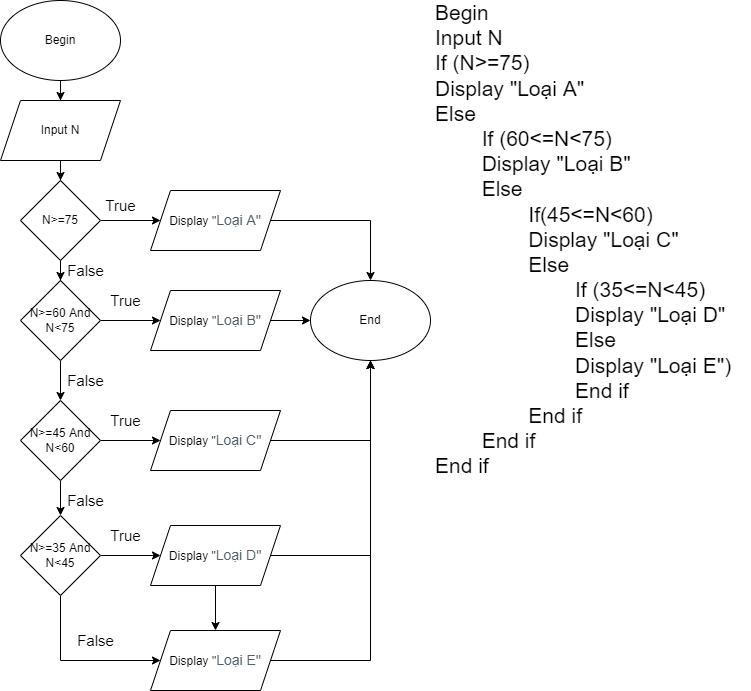 Begin
Input N
N>=75
True
Display "Loại A"
False
N>=60 And
N<75
True
Display "Loại B"
End
False
N>=45 And
N<60
True
Display "Loại C"
False
N>=35 And
N<45
True
Display "Loại D"
False
Display "Loại E"
Begin
Input N
If (N>=75)
Display "Loại A"
Else
If (60<=N<75)
Display "Loại B"
Else
If(45<=N<60)
Display "Loại C"
Else
If (35<=N<45)
Display "Loại D"
Else
Display "Loại E")
End if
End if
End if
End if